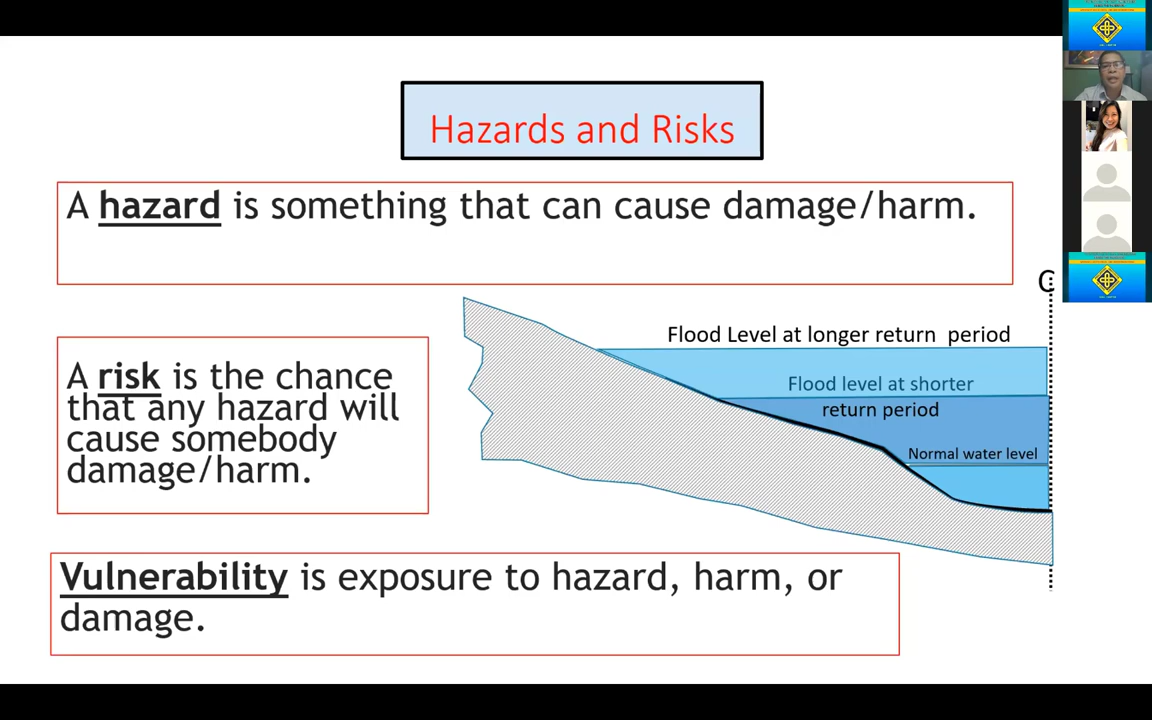 Hazards and Risks
A hazard is something that can cause damage/harm.
C
Flood Level at longer return period
A risk is the chance
that any hazard will
cause somebody
damage/harm.
Flood level at shorter
return period
Normal water level
Vulnerability is exposure to hazard, harm, or
damage.